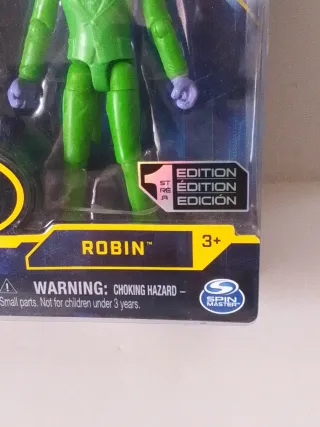 1 ST RE A
EDITION
ÉDITION
EDICIÓN
ROBIN™
3+
⚠ WARNING: CHOKING HAZARD –
Small parts. Not for children under 3 years.
SPIN
MASTER™